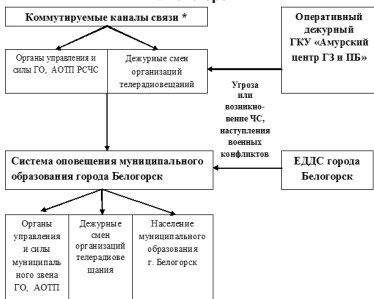 Коммутируемые каналы связи *
Оперативный
дежурный
ГКУ «Амурский
центр ГЗ и ПБ»
Органы управления и
силы ГО, АОТП РСЧС
Дежурные смен
организаций
телерадиовещаний
Угроза
или
возникно-
вение ЧС,
наступления
военных
конфликтов
Система оповещения муниципального
образования города Белогорск
ЕДДС города
Белогорск
Органы
управления
и силы
муниципаль
ного звена
ГО, АОТП
Дежурные
смен
организаций
телерадиове
щания
Население
муниципального
образования
г. Белогорск